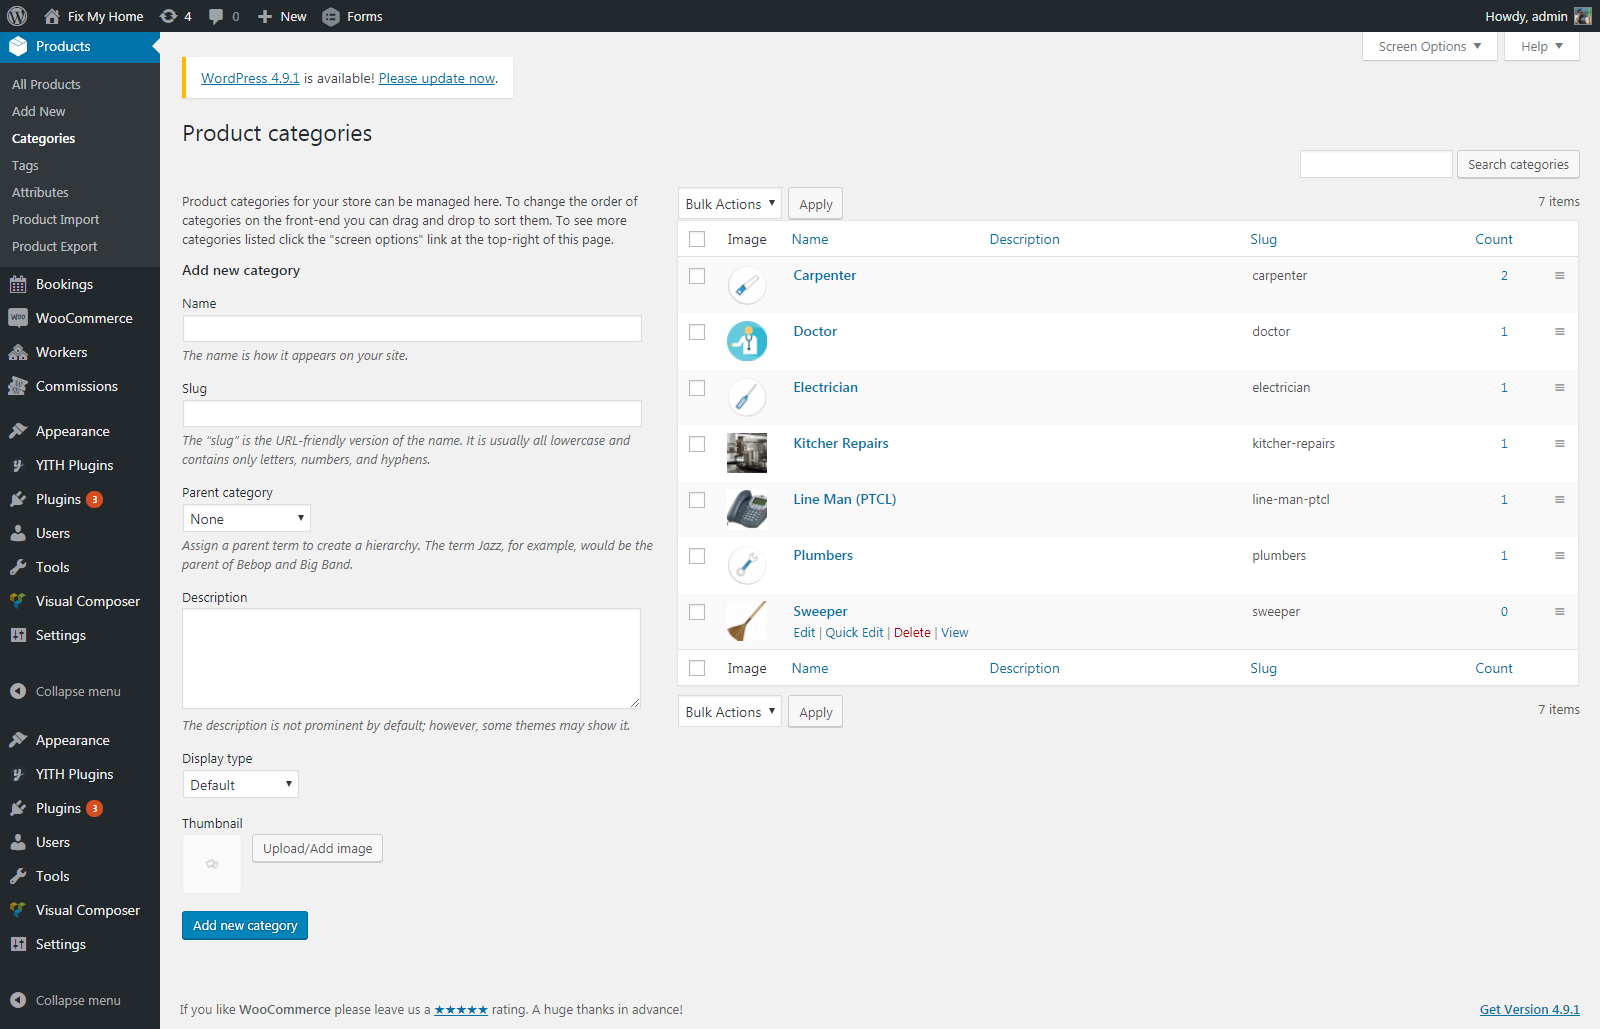 Fix My Home 4 0 New Forms Howdy, admin
Products
All Products
Add New
Categories
Tags
Attributes
Product Import
Product Export
Bookings
WooCommerce
Workers
Commissions
Appearance
YITH Plugins
Plugins 3
Users
Tools
Visual Composer
Settings
Collapse menu
Appearance
YITH Plugins
Plugins 3
Users
Tools
Visual Composer
Settings
Collapse menu
Screen Options Help
WordPress 4.9.1 is available! Please update now.
Product categories
Search categories
Product categories for your store can be managed here. To change the order of
categories on the front-end you can drag and drop to sort them. To see more
categories listed click the "screen options" link at the top-right of this page.
Add new category
Name
The name is how it appears on your site.
Slug
The “slug” is the URL-friendly version of the name. It is usually all lowercase and
contains only letters, numbers, and hyphens.
Parent category
None
Assign a parent term to create a hierarchy. The term Jazz, for example, would be the
parent of Bebop and Big Band.
Description
The description is not prominent by default; however, some themes may show it.
Display type
Default
Thumbnail
Upload/Add image
Add new category
Bulk Actions Apply 7 items
Image Name Description Slug Count
Carpenter carpenter 2
Doctor doctor 1
Electrician electrician 1
Kitcher Repairs kitcher-repairs 1
Line Man (PTCL) line-man-ptcl 1
Plumbers plumbers 1
Sweeper sweeper 0
Edit | Quick Edit | Delete | View
Image Name Description Slug Count
Bulk Actions Apply 7 items
If you like WooCommerce please leave us a ★★★★★ rating. A huge thanks in advance! Get Version 4.9.1